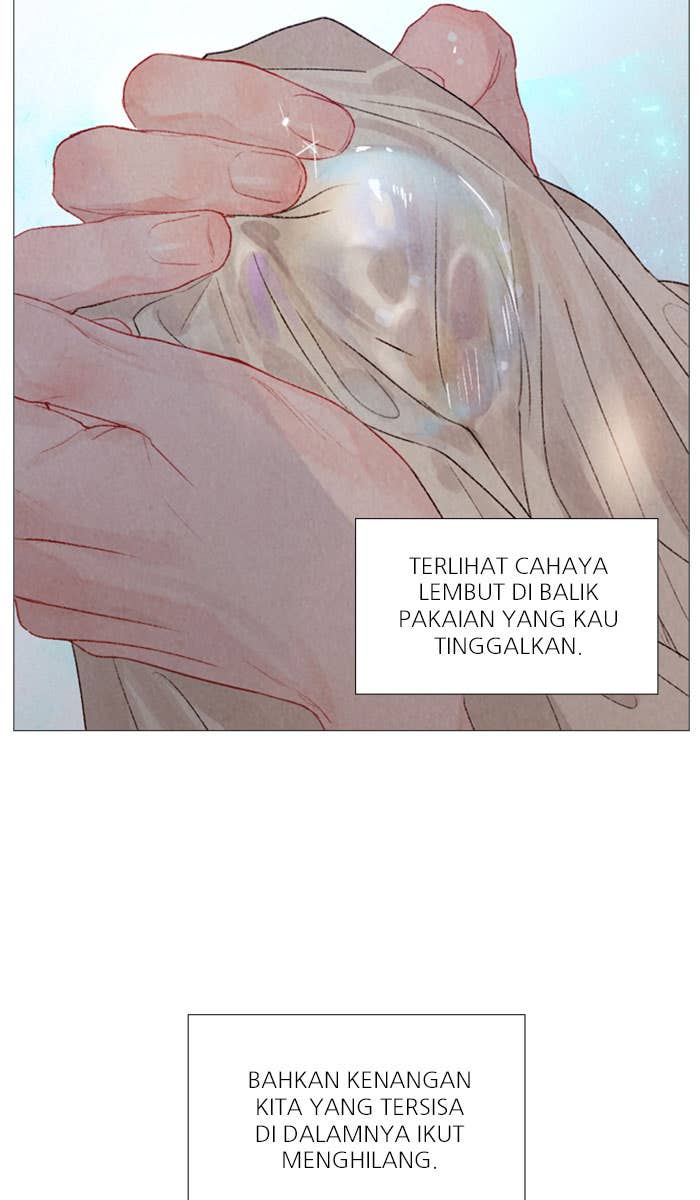 TERLIHAT CAHAYA
LEMBUT DI BALIK
PAKAIAN YANG KAU
TINGGALKAN.
BAHKAN KENANGAN
KITA YANG TERSISA
DI DALAMNYA IKUT
MENGHILANG.